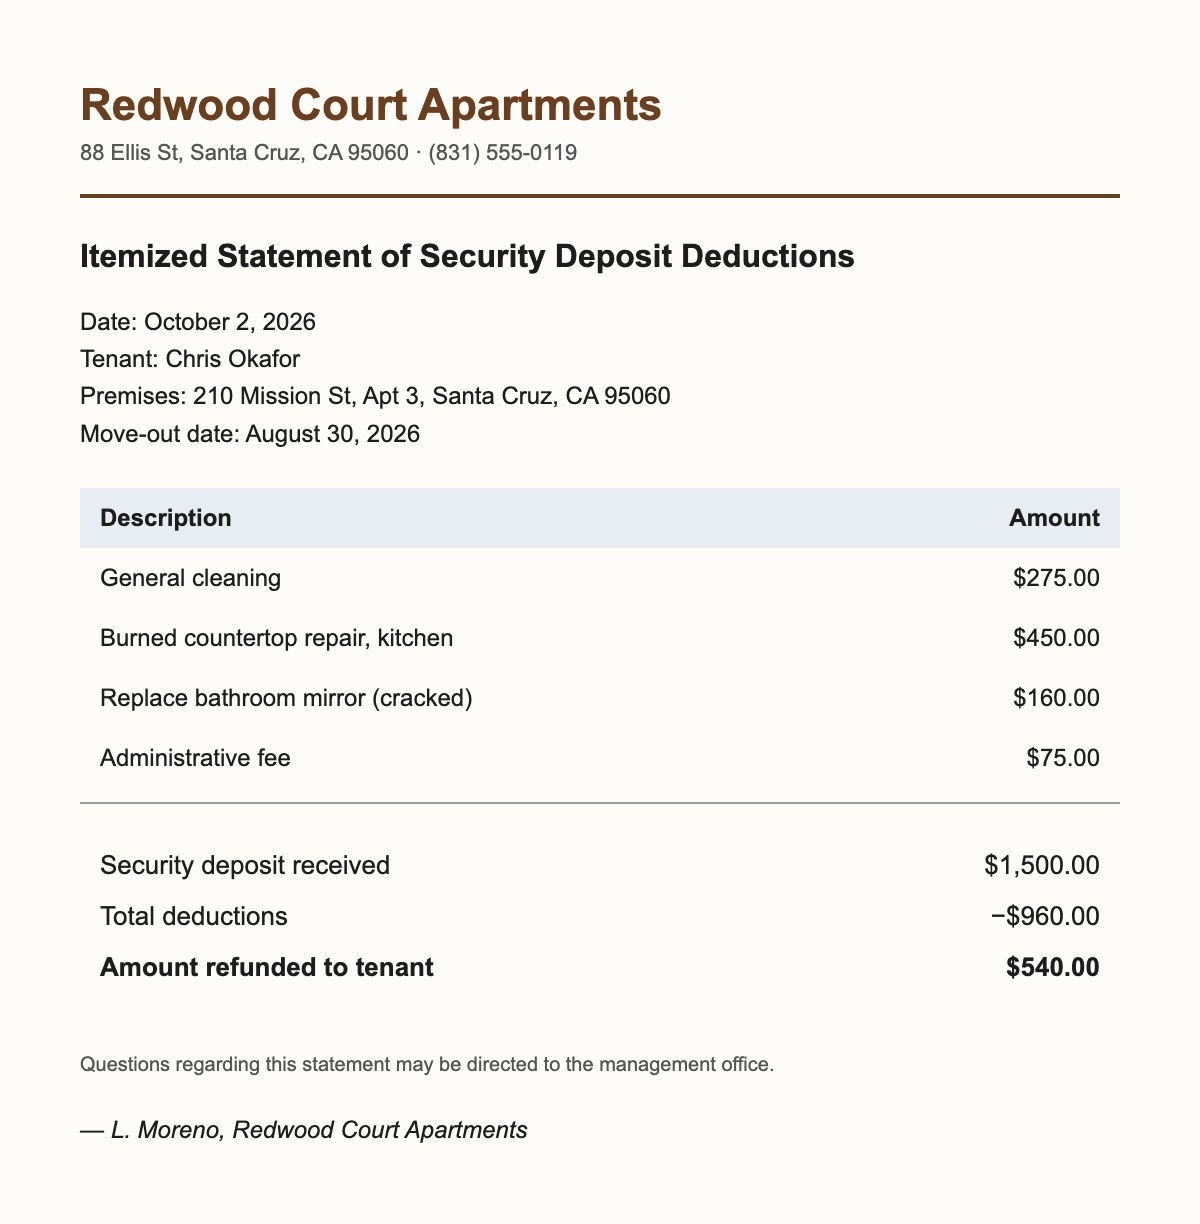 Redwood Court Apartments
88 Ellis St, Santa Cruz, CA 95060 · (831) 555-0119
Itemized Statement of Security Deposit Deductions
Date: October 2, 2026
Tenant: Chris Okafor
Premises: 210 Mission St, Apt 3, Santa Cruz, CA 95060
Move-out date: August 30, 2026
Description Amount
General cleaning $275.00
Burned countertop repair, kitchen $450.00
Replace bathroom mirror (cracked) $160.00
Administrative fee $75.00
Security deposit received $1,500.00
Total deductions −$960.00
Amount refunded to tenant $540.00
Questions regarding this statement may be directed to the management office.
— L. Moreno, Redwood Court Apartments